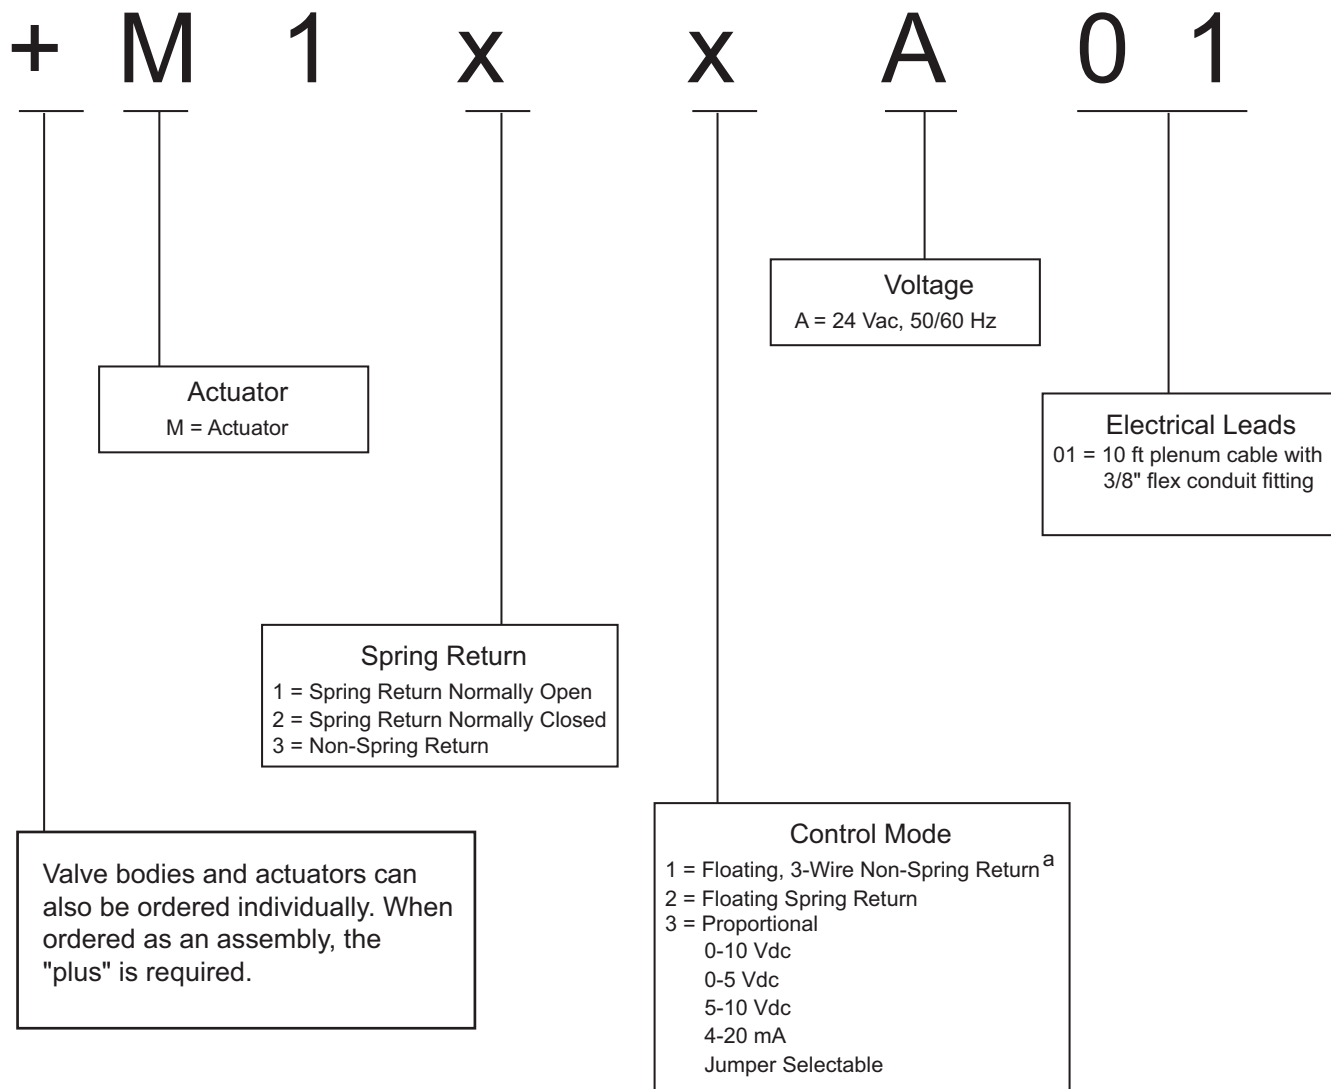 + M 1 x x A 0 1
Voltage
A = 24 Vac, 50/60 Hz
Actuator
M = Actuator
Electrical Leads
01 = 10 ft plenum cable with
3/8" flex conduit fitting
Spring Return
1 = Spring Return Normally Open
2 = Spring Return Normally Closed
3 = Non-Spring Return
Valve bodies and actuators can
also be ordered individually. When
ordered as an assembly, the
"plus" is required.
Control Mode
1 = Floating, 3-Wire Non-Spring Return a
2 = Floating Spring Return
3 = Proportional
0-10 Vdc
0-5 Vdc
5-10 Vdc
4-20 mA
Jumper Selectable